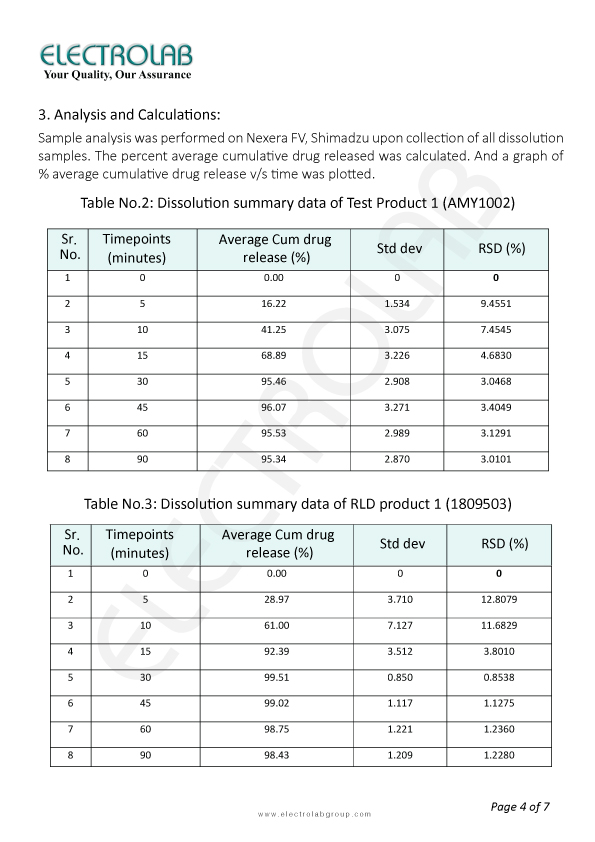 ELECTROLAB
Your Quality, Our Assurance
3. Analysis and Calculations:
Sample analysis was performed on Nexera FV, Shimadzu upon collection of all dissolution
samples. The percent average cumulative drug released was calculated. And a graph of
% average cumulative drug release v/s time was plotted.
Table No.2: Dissolution summary data of Test Product 1 (AMY1002)
Sr. No. Timepoints (minutes) Average Cum drug release (%) Std dev RSD (%)
1 0 0.00 0 0
2 5 16.22 1.534 9.4551
3 10 41.25 3.075 7.4545
4 15 68.89 3.226 4.6830
5 30 95.46 2.908 3.0468
6 45 96.07 3.271 3.4049
7 60 95.53 2.989 3.1291
8 90 95.34 2.870 3.0101
Table No.3: Dissolution summary data of RLD product 1 (1809503)
Sr. No. Timepoints (minutes) Average Cum drug release (%) Std dev RSD (%)
1 0 0.00 0 0
2 5 28.97 3.710 12.8079
3 10 61.00 7.127 11.6829
4 15 92.39 3.512 3.8010
5 30 99.51 0.850 0.8538
6 45 99.02 1.117 1.1275
7 60 98.75 1.221 1.2360
8 90 98.43 1.209 1.2280
ELECTROLAB
Page 4 of 7
www.electrolabgroup.com